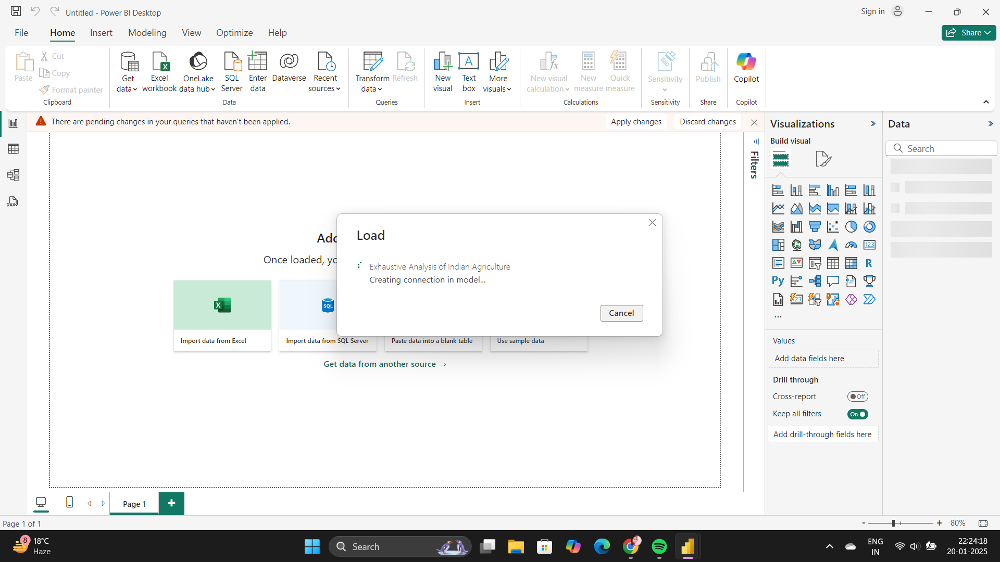 Untitled - Power BI Desktop
Sign in
File Home Insert Modeling View Optimize Help
Share
Paste
Cut
Copy
Format painter
Clipboard
Get data
Excel workbook
OneLake data hub
SQL Server
Enter data
Dataverse
Recent sources
Data
Transform data
Refresh
Queries
New visual
A
Text box
More visuals
Insert
New visual calculation
New measure
Quick measure
Calculations
Sensitivity
Sensitivity
Publish
Share
Copilot
Copilot
There are pending changes in your queries that haven't been applied.
Apply changes
Discard changes
DAX
Add
Once loaded, yo
Load
Exhaustive Analysis of Indian Agriculture
Creating connection in model...
Cancel
SQL
Import data from Excel
Import data from SQL Server
Paste data into a blank table
Use sample data
Get data from another source →
Filters
Visualizations
Build visual
123
R
Py
123
...
Values
Add data fields here
Drill through
Cross-report
Off
Keep all filters
On
Add drill-through fields here
Data
Search
Page 1
Page 1 of 1
- + 80%
8
18°C
Haze
Search
ENG
IN
22:24:18
20-01-2025